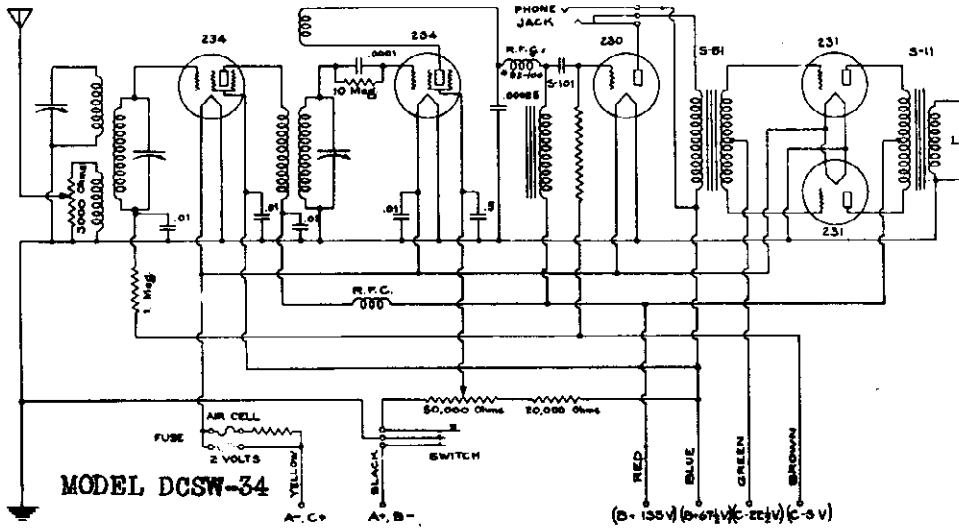 PHONE
JACK
234
234
230
231
S-11
R.F.C.
.0001
10 Meg.
S-101
.00025
3000 Ohms
.01
.01
.01
.01
.5
231
1 Meg.
R.F.C.
50,000 Ohms
20,000 Ohms
AIR CELL
FUSE
2 VOLTS
SWITCH
YELLOW
BLACK
RED
BLUE
GREEN
BROWN
MODEL DCSW-34
A-, C+
A+, B-
(B+ 135V) (B+67½V) (C-22½V) (C-3V)